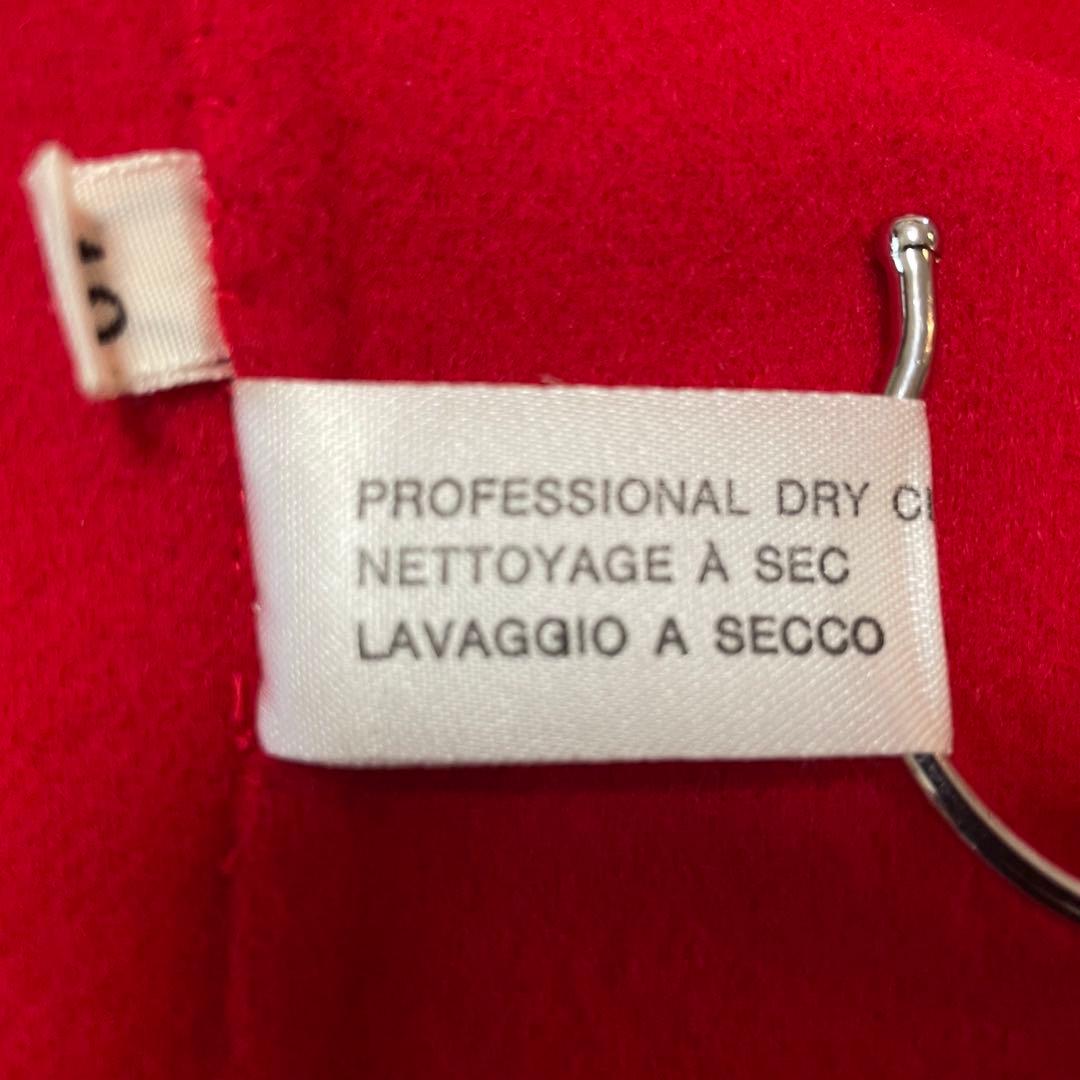 PROFESSIONAL DRY
NETTOYAGE À SEC
LAVAGGIO A SECCO